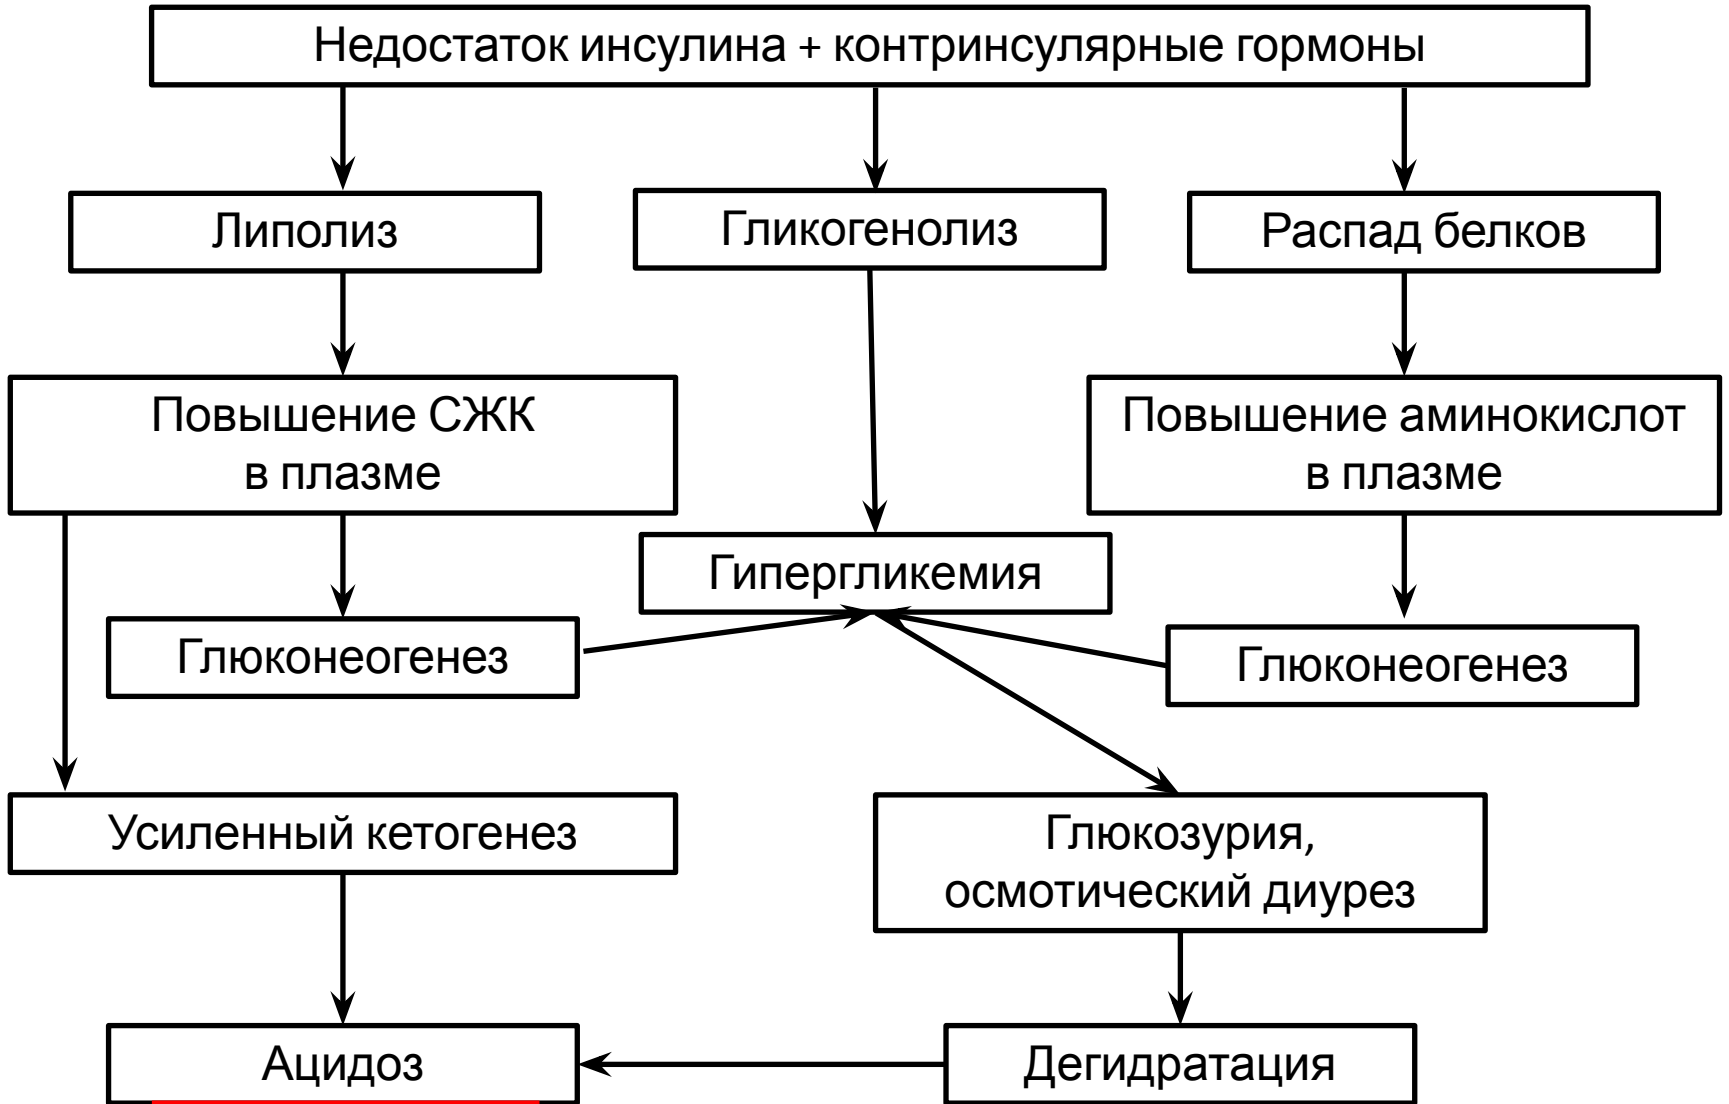 Недостаток инсулина + контринсулярные гормоны
Липолиз
Гликогенолиз
Распад белков
Повышение СЖК
в плазме
Повышение аминокислот
в плазме
Гипергликемия
Глюконеогенез
Глюконеогенез
Усиленный кетогенез
Глюкозурия,
осмотический диурез
Ацидоз
Дегидратация